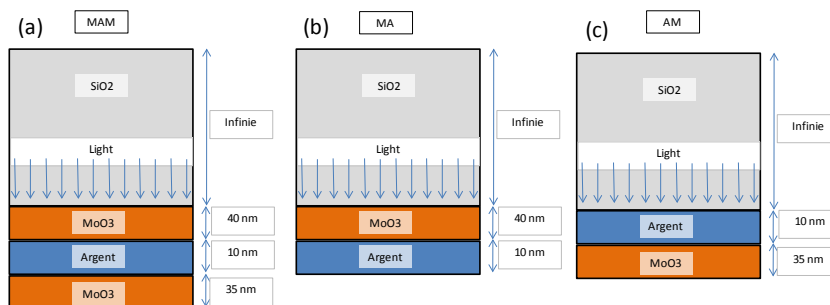 (a)
MAM
SiO2
Light
Infinie
MoO3
40 nm
Argent
10 nm
MoO3
35 nm
(b)
MA
SiO2
Light
Infinie
MoO3
40 nm
Argent
10 nm
(c)
AM
SiO2
Light
Infinie
Argent
10 nm
MoO3
35 nm